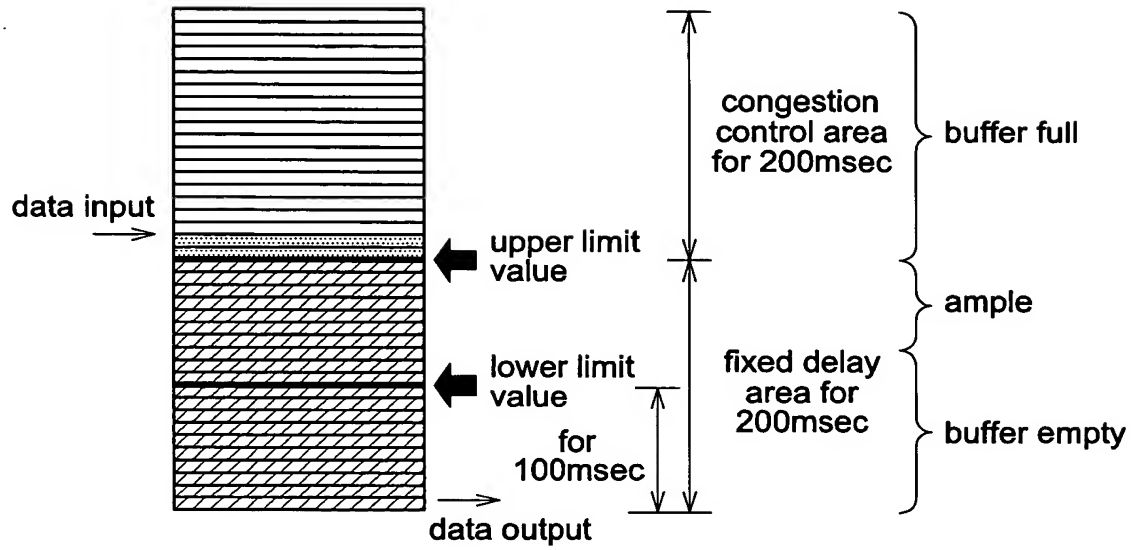 congestion
control area
for 200msec
buffer full
data input
upper limit
value
ample
lower limit
value
fixed delay
area for
200msec
for
100msec
buffer empty
data output